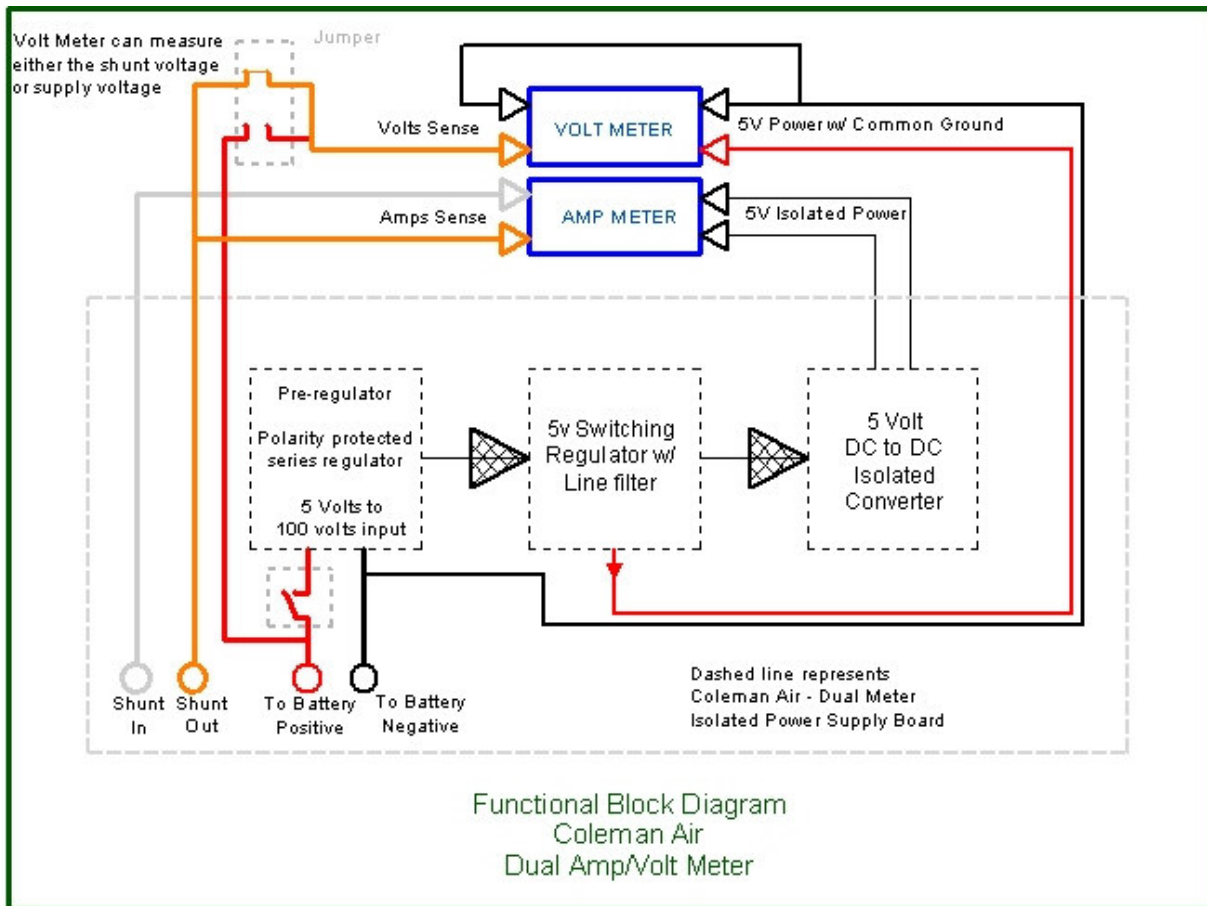 Volt Meter can measure
either the shunt voltage
or supply voltage
Jumper
Volts Sense
VOLT METER
5V Power w/ Common Ground
Amps Sense
AMP METER
5V Isolated Power
Pre-regulator
Polarity protected
series regulator
5 Volts to
100 volts input
5v Switching
Regulator w/
Line filter
5 Volt
DC to DC
Isolated
Converter
Shunt
In
Shunt
Out
To Battery
Positive
To Battery
Negative
Dashed line represents
Coleman Air - Dual Meter
Isolated Power Supply Board
Functional Block Diagram
Coleman Air
Dual Amp/Volt Meter